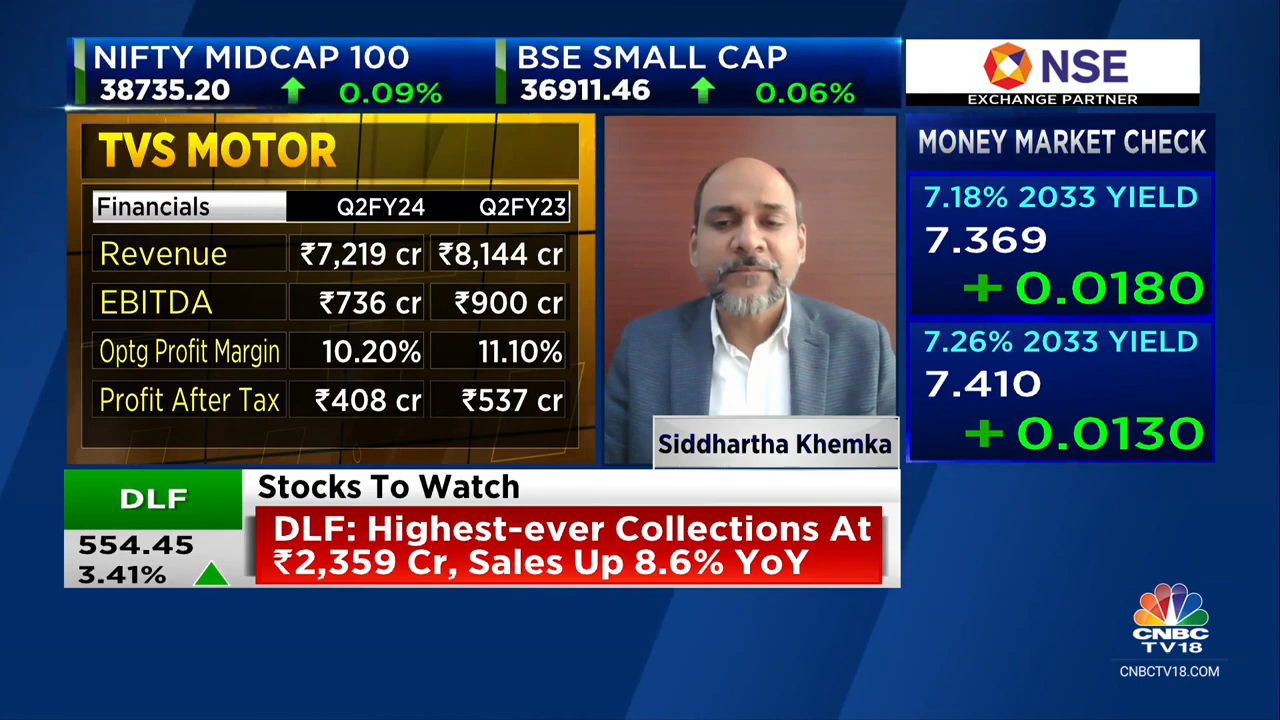 NIFTY MIDCAP 100
38735.20 0.09%
BSE SMALL CAP
36911.46 0.06%
NSE
EXCHANGE PARTNER
TVS MOTOR
Financials Q2FY24 Q2FY23
Revenue ₹7,219 cr ₹8,144 cr
EBITDA ₹736 cr ₹900 cr
Optg Profit Margin 10.20% 11.10%
Profit After Tax ₹408 cr ₹537 cr
Siddhartha Khemka
MONEY MARKET CHECK
7.18% 2033 YIELD
7.369
+ 0.0180
7.26% 2033 YIELD
7.410
+ 0.0130
DLF
554.45
3.41%
Stocks To Watch
DLF: Highest-ever Collections At
₹2,359 Cr, Sales Up 8.6% YoY
CNBC
TV18
CNBCTV18.COM